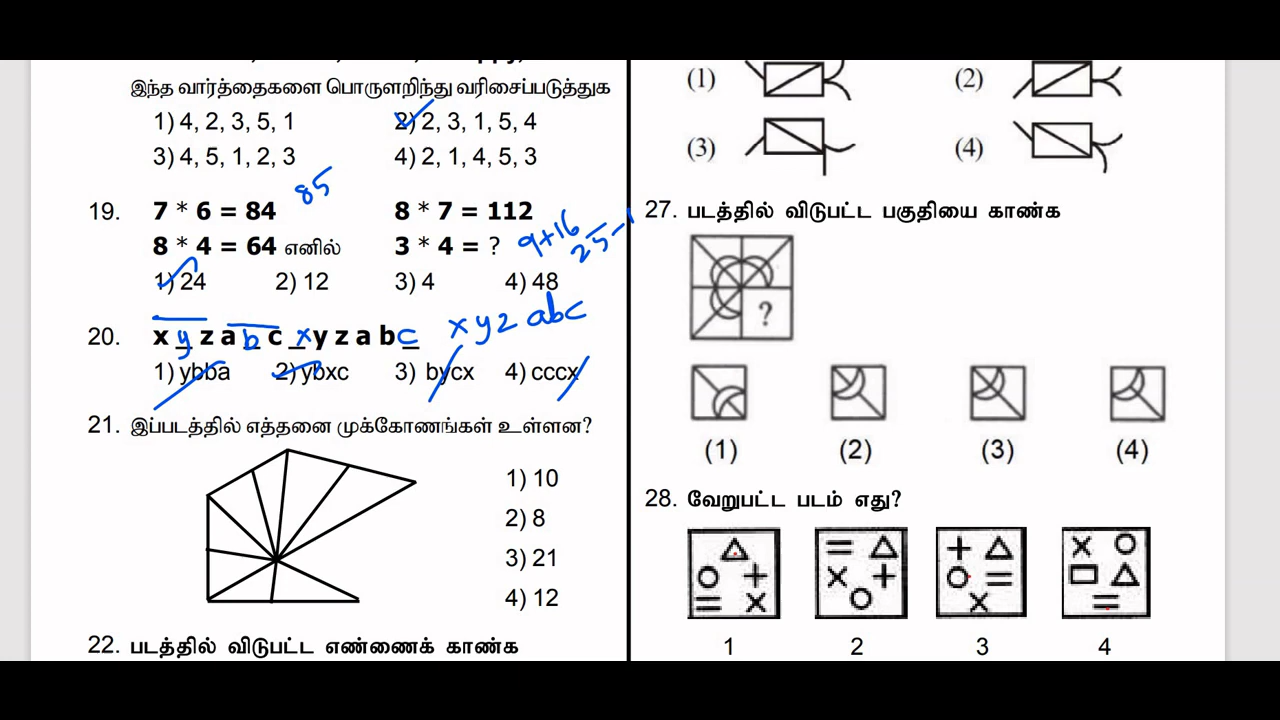 இந்த வார்த்தைகளை பொருளறிந்து வரிசைப்படுத்துக
1) 4, 2, 3, 5, 1
2) 2, 3, 1, 5, 4
3) 4, 5, 1, 2, 3
4) 2, 1, 4, 5, 3
85
19. 7 * 6 = 84
8 * 7 = 112
8 * 4 = 64 எனில்
3 * 4 = ?
9+16
25-1
1) 24
2) 12
3) 4
4) 48
20. x y z a b c x y z a b c
x y z abc
1) ybba
2) ybxc
3) bycx
4) cccx
21. இப்படத்தில் எத்தனை முக்கோணங்கள் உள்ளன?
1) 10
2) 8
3) 21
4) 12
22. படத்தில் விடுபட்ட எண்ணைக் காண்க
(1)
(2)
(3)
(4)
27. படத்தில் விடுபட்ட பகுதியை காண்க
?
(1)
(2)
(3)
(4)
28. வேறுபட்ட படம் எது?
1
2
3
4